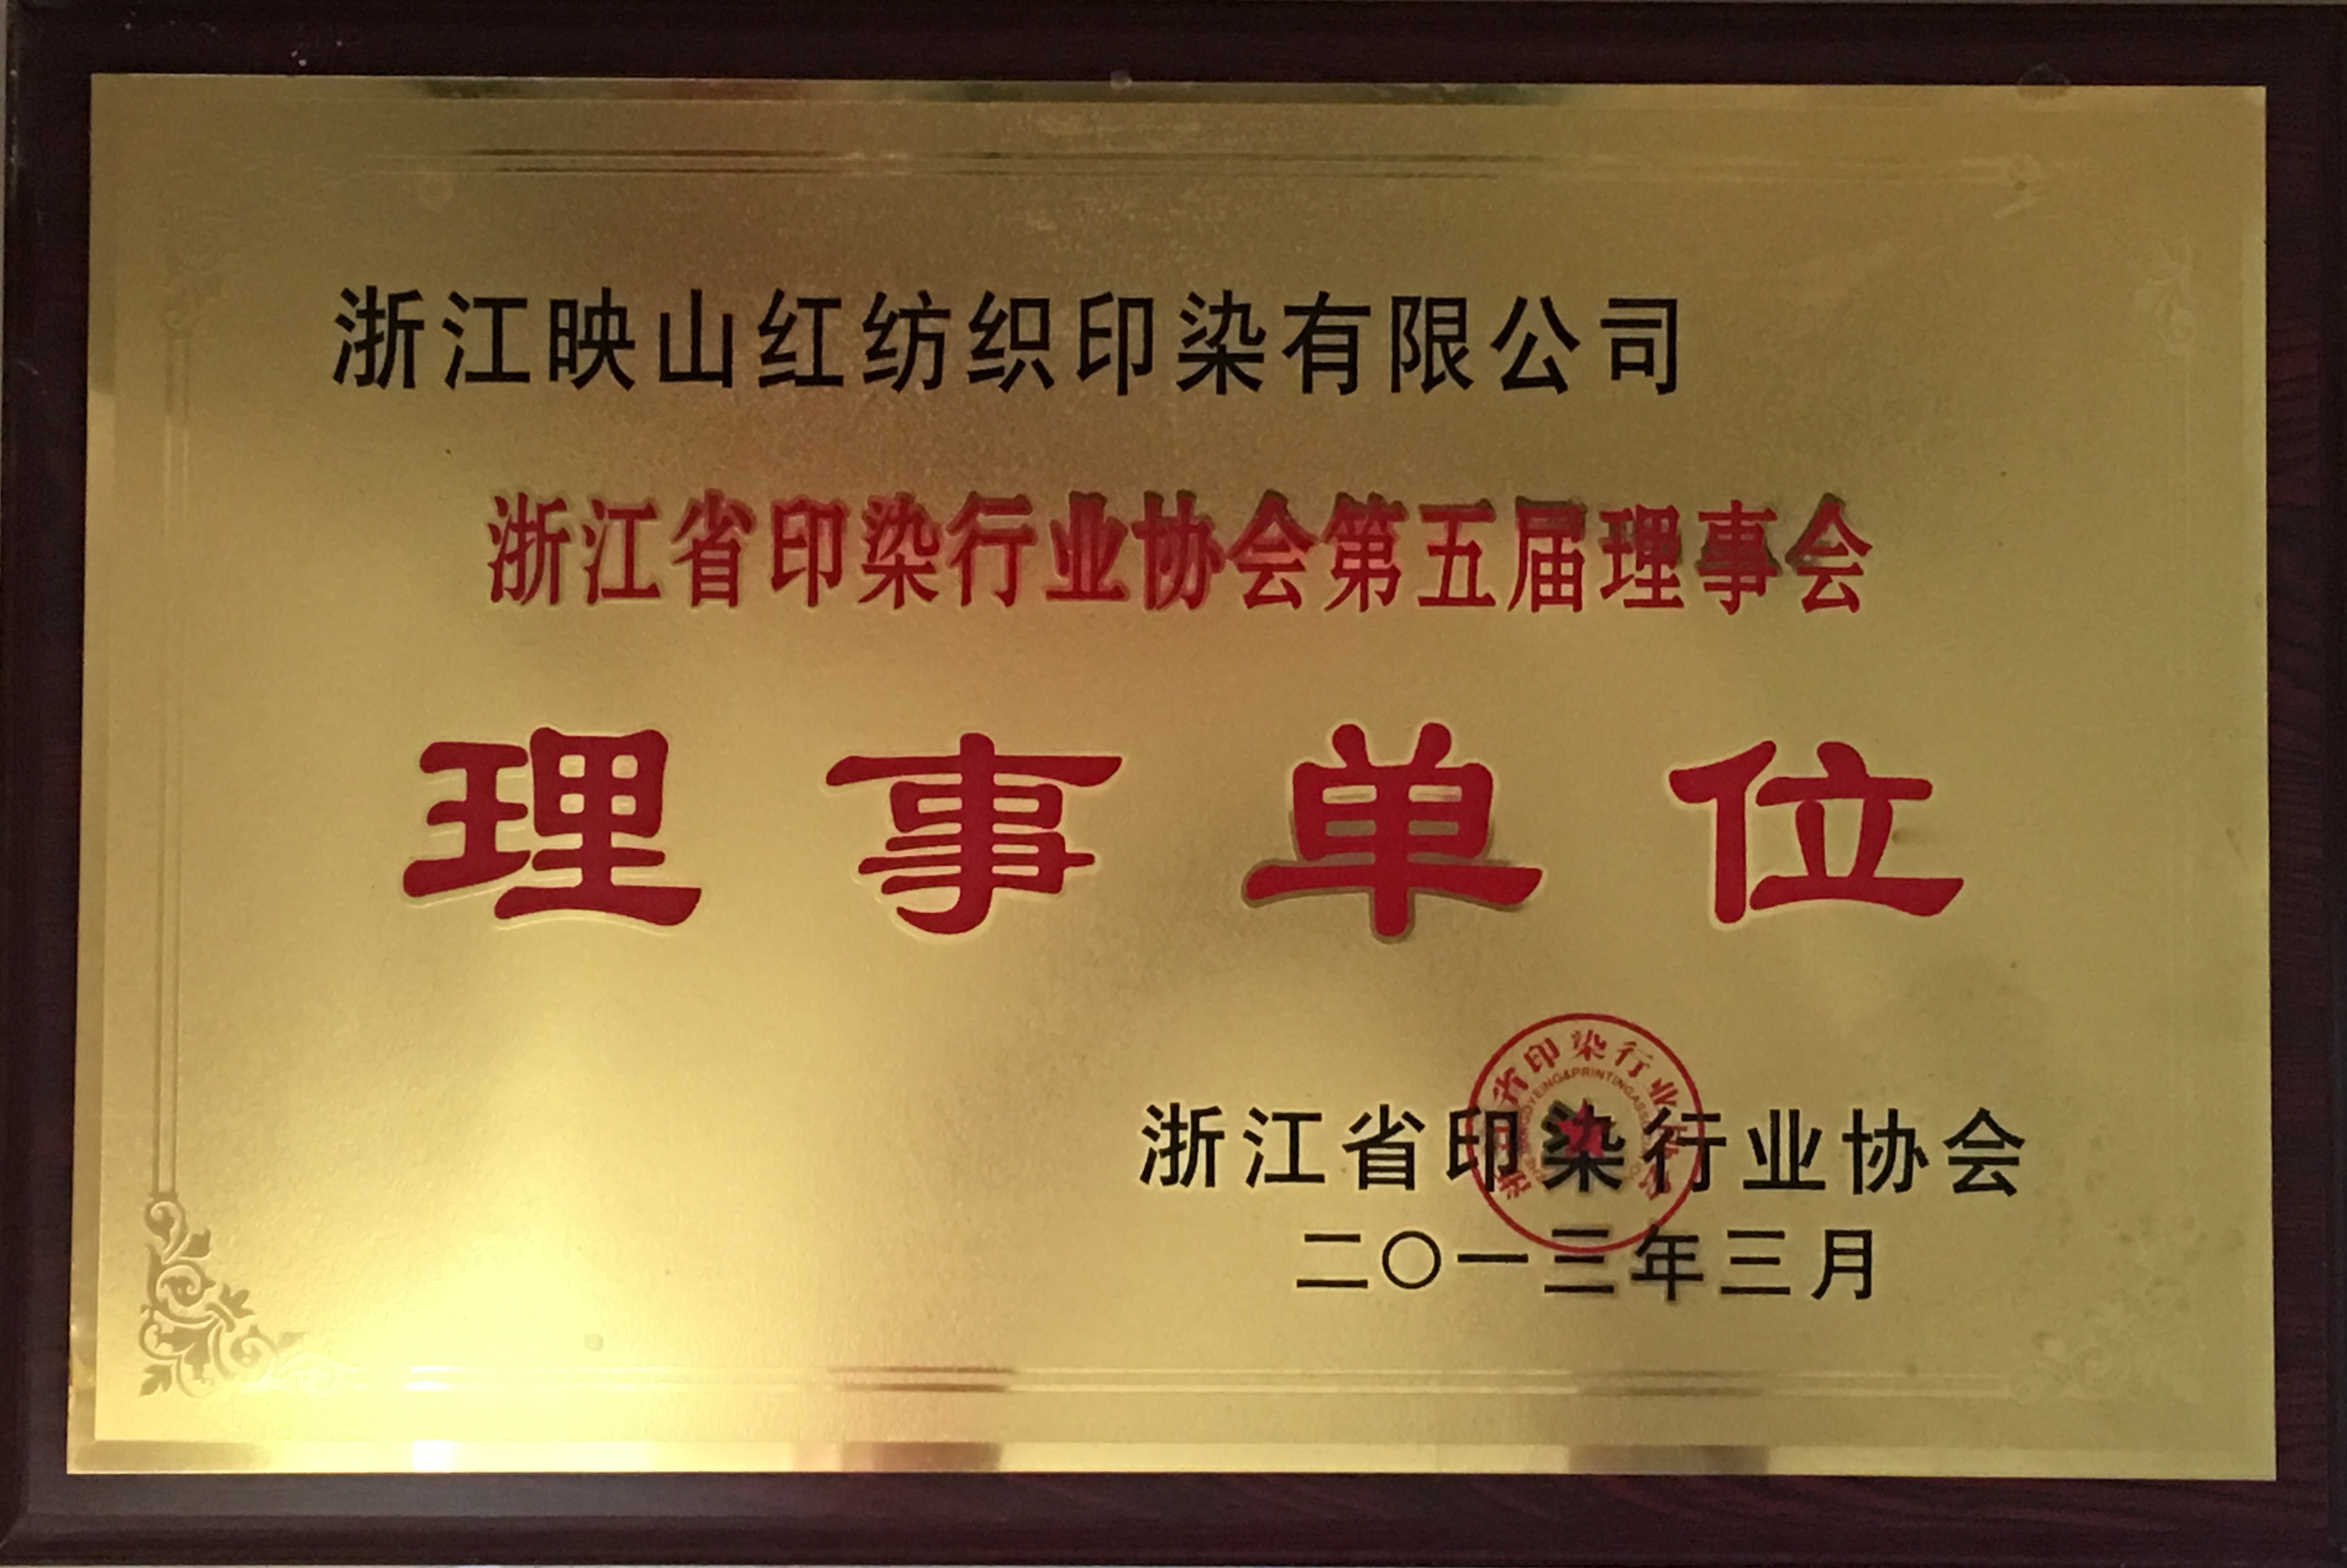 浙江映山红纺织印染有限公司
浙江省印染行业协会第五届理事会
理事单位
浙江省印染行业协会
二〇一三年三月